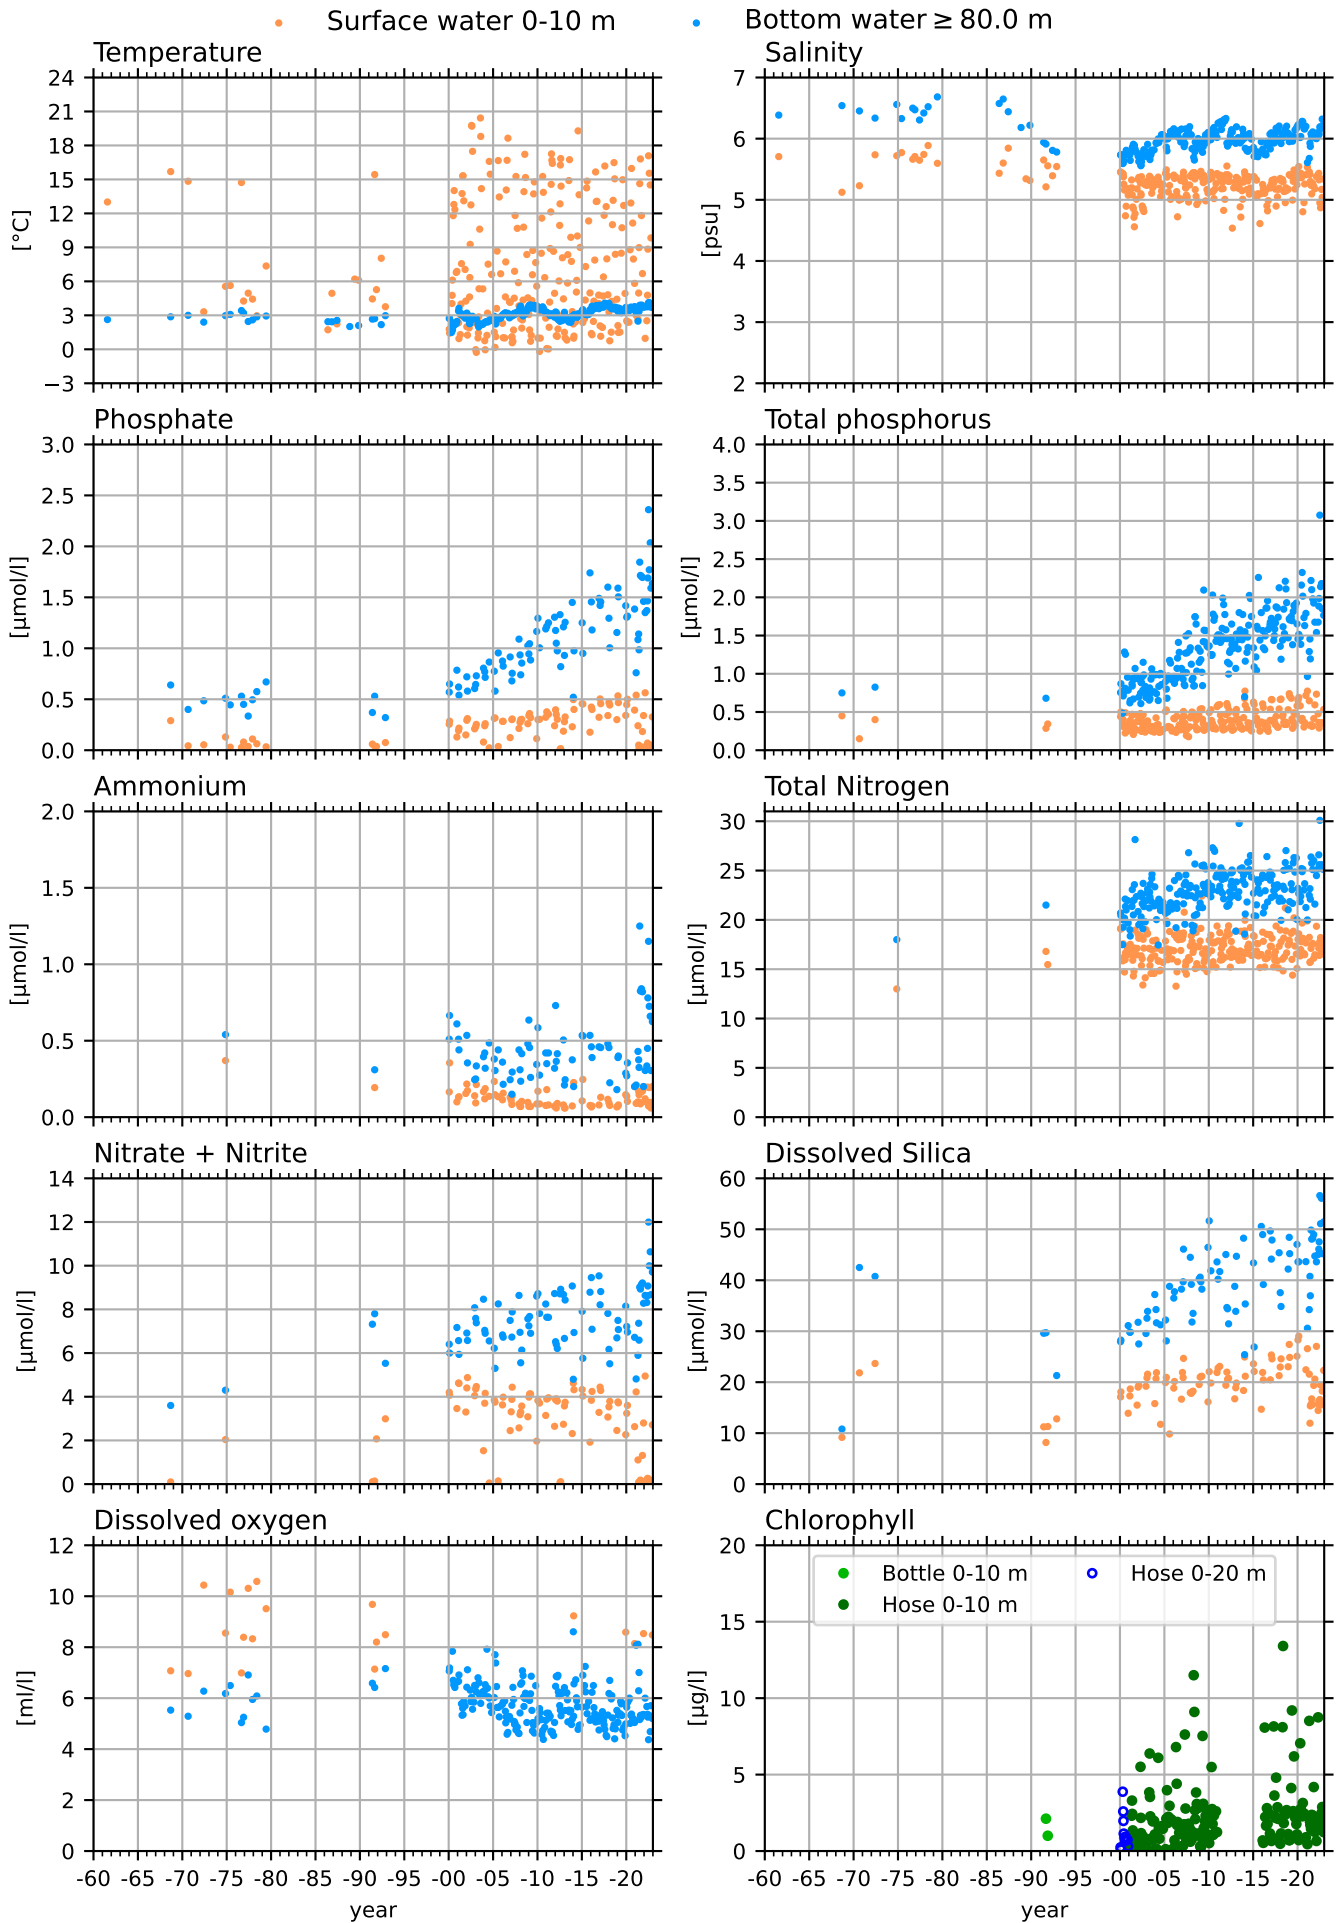 Surface water 0-10 m
Bottom water ≥ 80.0 m
Temperature
24
21
18
15
12
9
6
3
0
−3
[°C]
Salinity
7
6
5
4
3
2
[psu]
Phosphate
3.0
2.5
2.0
1.5
1.0
0.5
0.0
[µmol/l]
Total phosphorus
4.0
3.5
3.0
2.5
2.0
1.5
1.0
0.5
0.0
[µmol/l]
Ammonium
2.0
1.5
1.0
0.5
0.0
[µmol/l]
Total Nitrogen
30
25
20
15
10
5
0
[µmol/l]
Nitrate + Nitrite
14
12
10
8
6
4
2
0
[µmol/l]
Dissolved Silica
60
50
40
30
20
10
0
[µmol/l]
Dissolved oxygen
12
10
8
6
4
2
0
[ml/l]
-60 -65 -70 -75 -80 -85 -90 -95 -00 -05 -10 -15 -20
year
Chlorophyll
20
15
10
5
0
[µg/l]
Bottle 0-10 m
Hose 0-20 m
Hose 0-10 m
-60 -65 -70 -75 -80 -85 -90 -95 -00 -05 -10 -15 -20
year